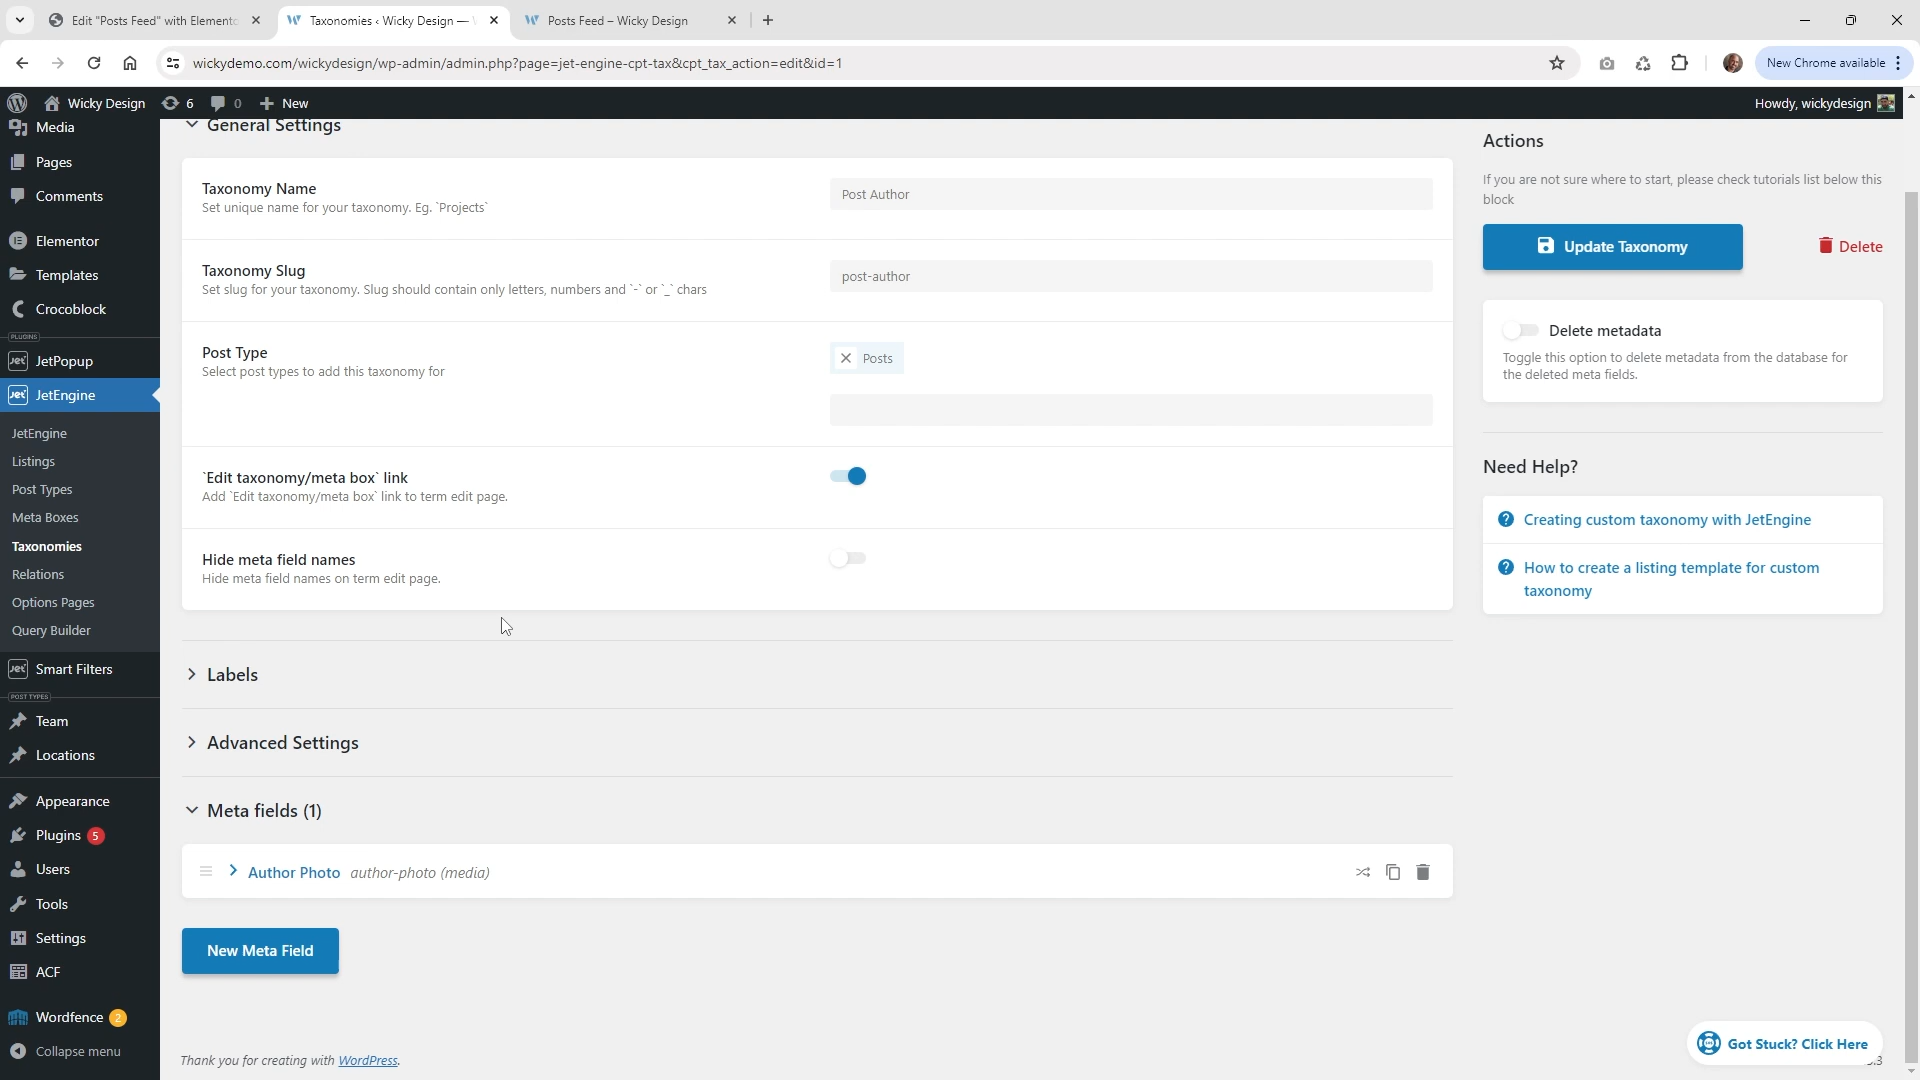 Edit "Posts Feed" with Elemento
Taxonomies ‹ Wicky Design —
Posts Feed – Wicky Design
wickydemo.com/wickydesign/wp-admin/admin.php?page=jet-engine-cpt-tax&cpt_tax_action=edit&id=1
New Chrome available
Wicky Design
6
0
New
Howdy, wickydesign
Media
Pages
Comments
Elementor
Templates
Crocoblock
PLUGINS
JetPopup
JetEngine
JetEngine
Listings
Post Types
Meta Boxes
Taxonomies
Relations
Options Pages
Query Builder
Smart Filters
POST TYPES
Team
Locations
Appearance
Plugins 5
Users
Tools
Settings
ACF
Wordfence 2
Collapse menu
General Settings
Taxonomy Name
Set unique name for your taxonomy. Eg. `Projects`
Post Author
Taxonomy Slug
Set slug for your taxonomy. Slug should contain only letters, numbers and `-` or `_` chars
post-author
Post Type
Select post types to add this taxonomy for
Posts
`Edit taxonomy/meta box` link
Add `Edit taxonomy/meta box` link to term edit page.
Hide meta field names
Hide meta field names on term edit page.
Labels
Advanced Settings
Meta fields (1)
Author Photo author-photo (media)
New Meta Field
Thank you for creating with WordPress.
Actions
If you are not sure where to start, please check tutorials list below this
block
Update Taxonomy
Delete
Delete metadata
Toggle this option to delete metadata from the database for
the deleted meta fields.
Need Help?
Creating custom taxonomy with JetEngine
How to create a listing template for custom
taxonomy
Got Stuck? Click Here